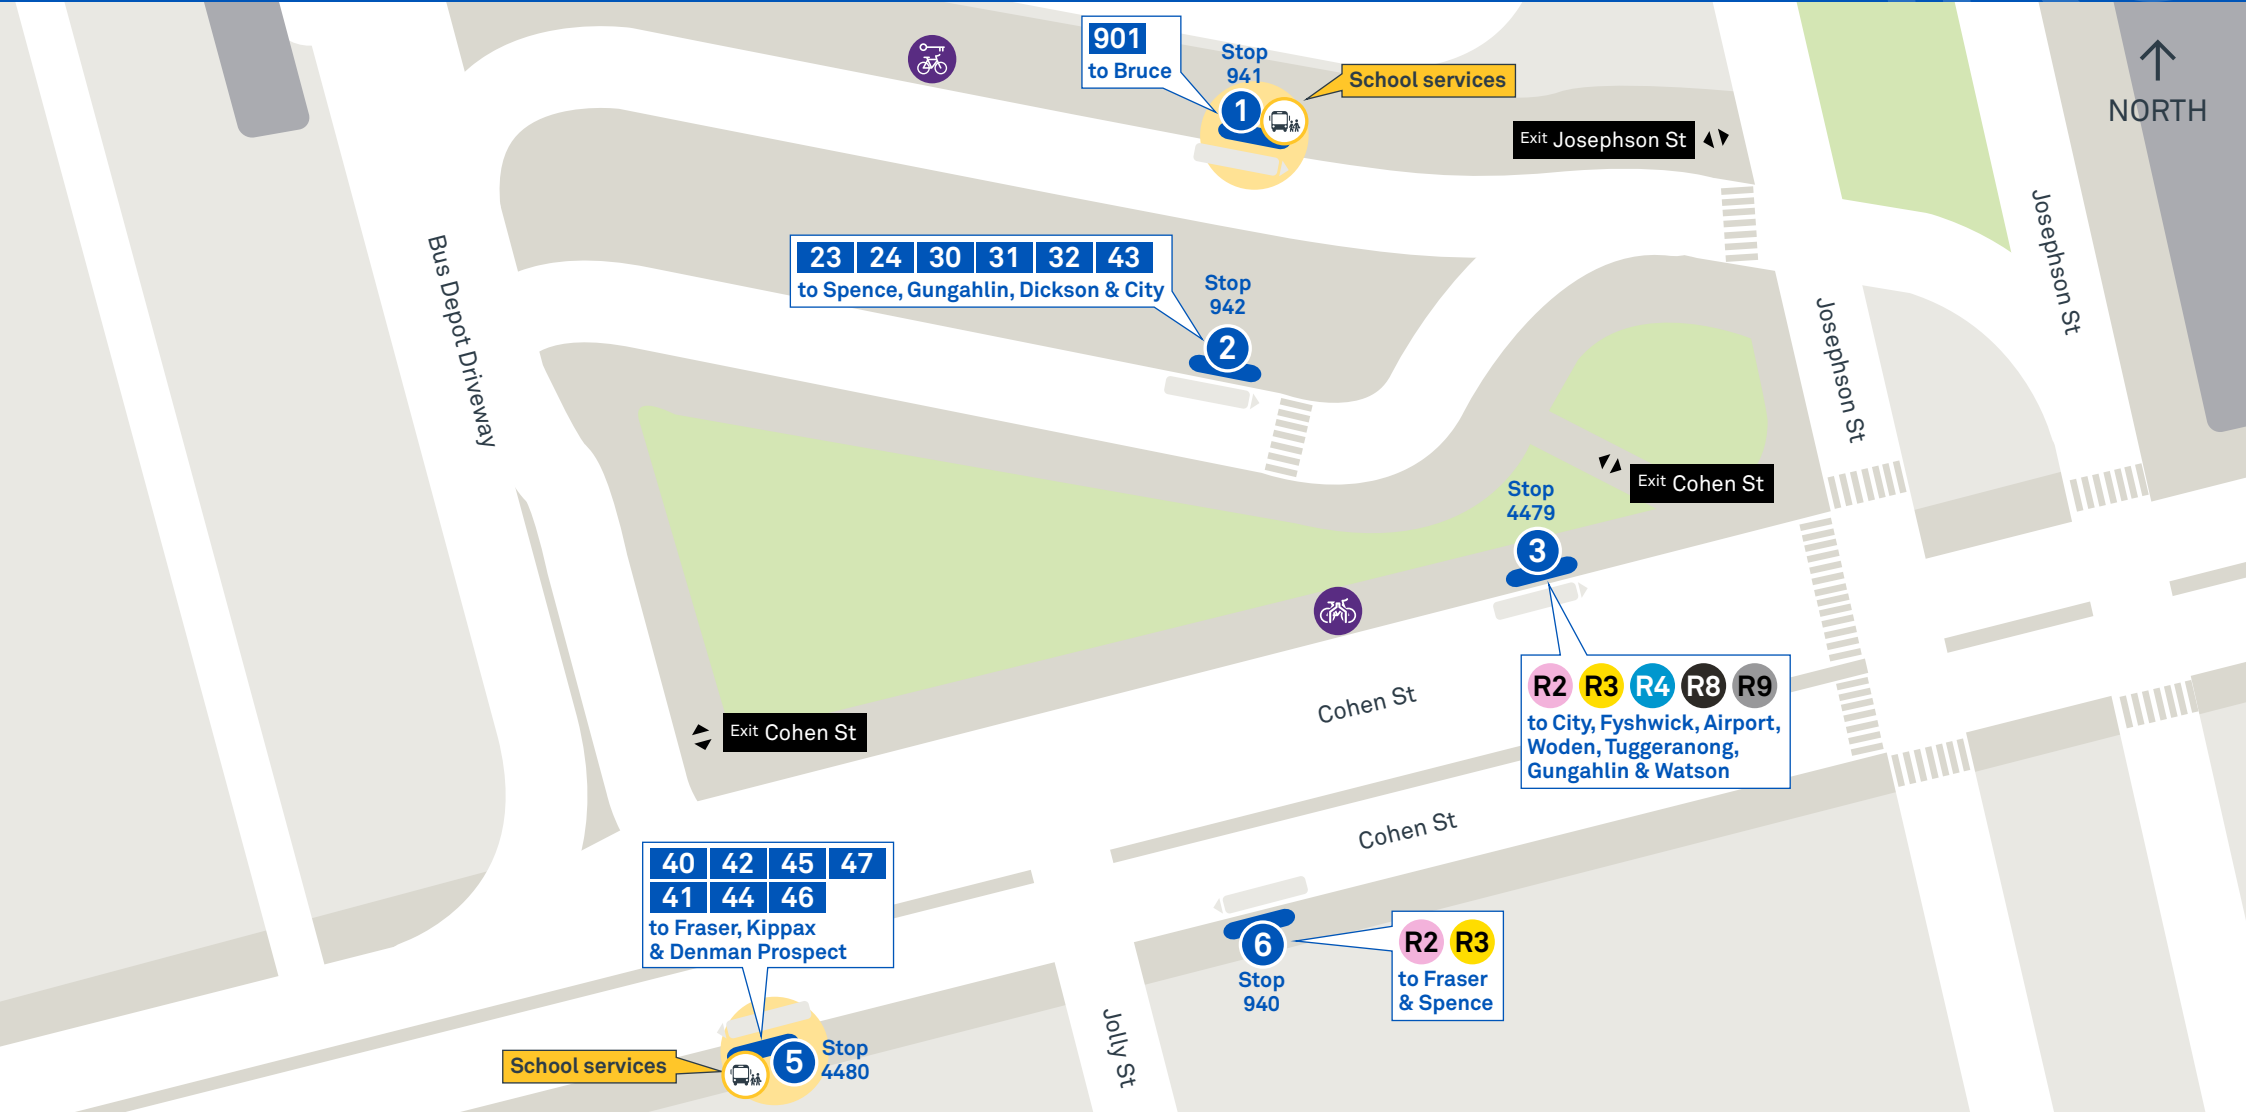 901
to Bruce
Stop
941
1
School services
NORTH
Exit Josephson St
Josephson St
Bus Depot Driveway
23 24 30 31 32 43
to Spence, Gungahlin, Dickson & City
Stop
942
2
Josephson St
Exit Cohen St
Stop
4479
3
R2 R3 R4 R8 R9
to City, Fyshwick, Airport,
Woden, Tuggeranong,
Gungahlin & Watson
Cohen St
Exit Cohen St
Cohen St
40 42 45 47
41 44 46
to Fraser, Kippax
& Denman Prospect
R2 R3
to Fraser
& Spence
6
Stop
940
Jolly St
School services
5
Stop
4480